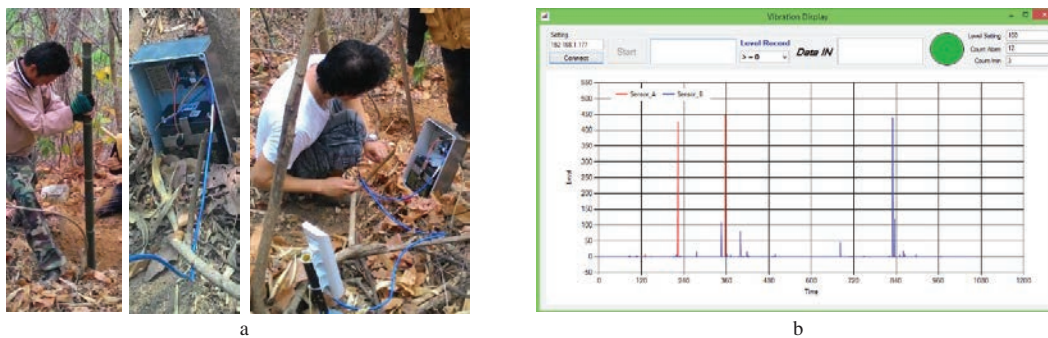 Vibration Display
Setting
192.168.1.177
Connect
Start
Level Record
> = 0
Data IN
Level Setting
100
Count Alarm
12
Count Iron
3
Sensor_A
Sensor_B
550
500
450
400
350
300
250
200
150
100
50
0
-50
Level
0
120
240
360
480
600
720
840
960
1080
1200
Time
a
b